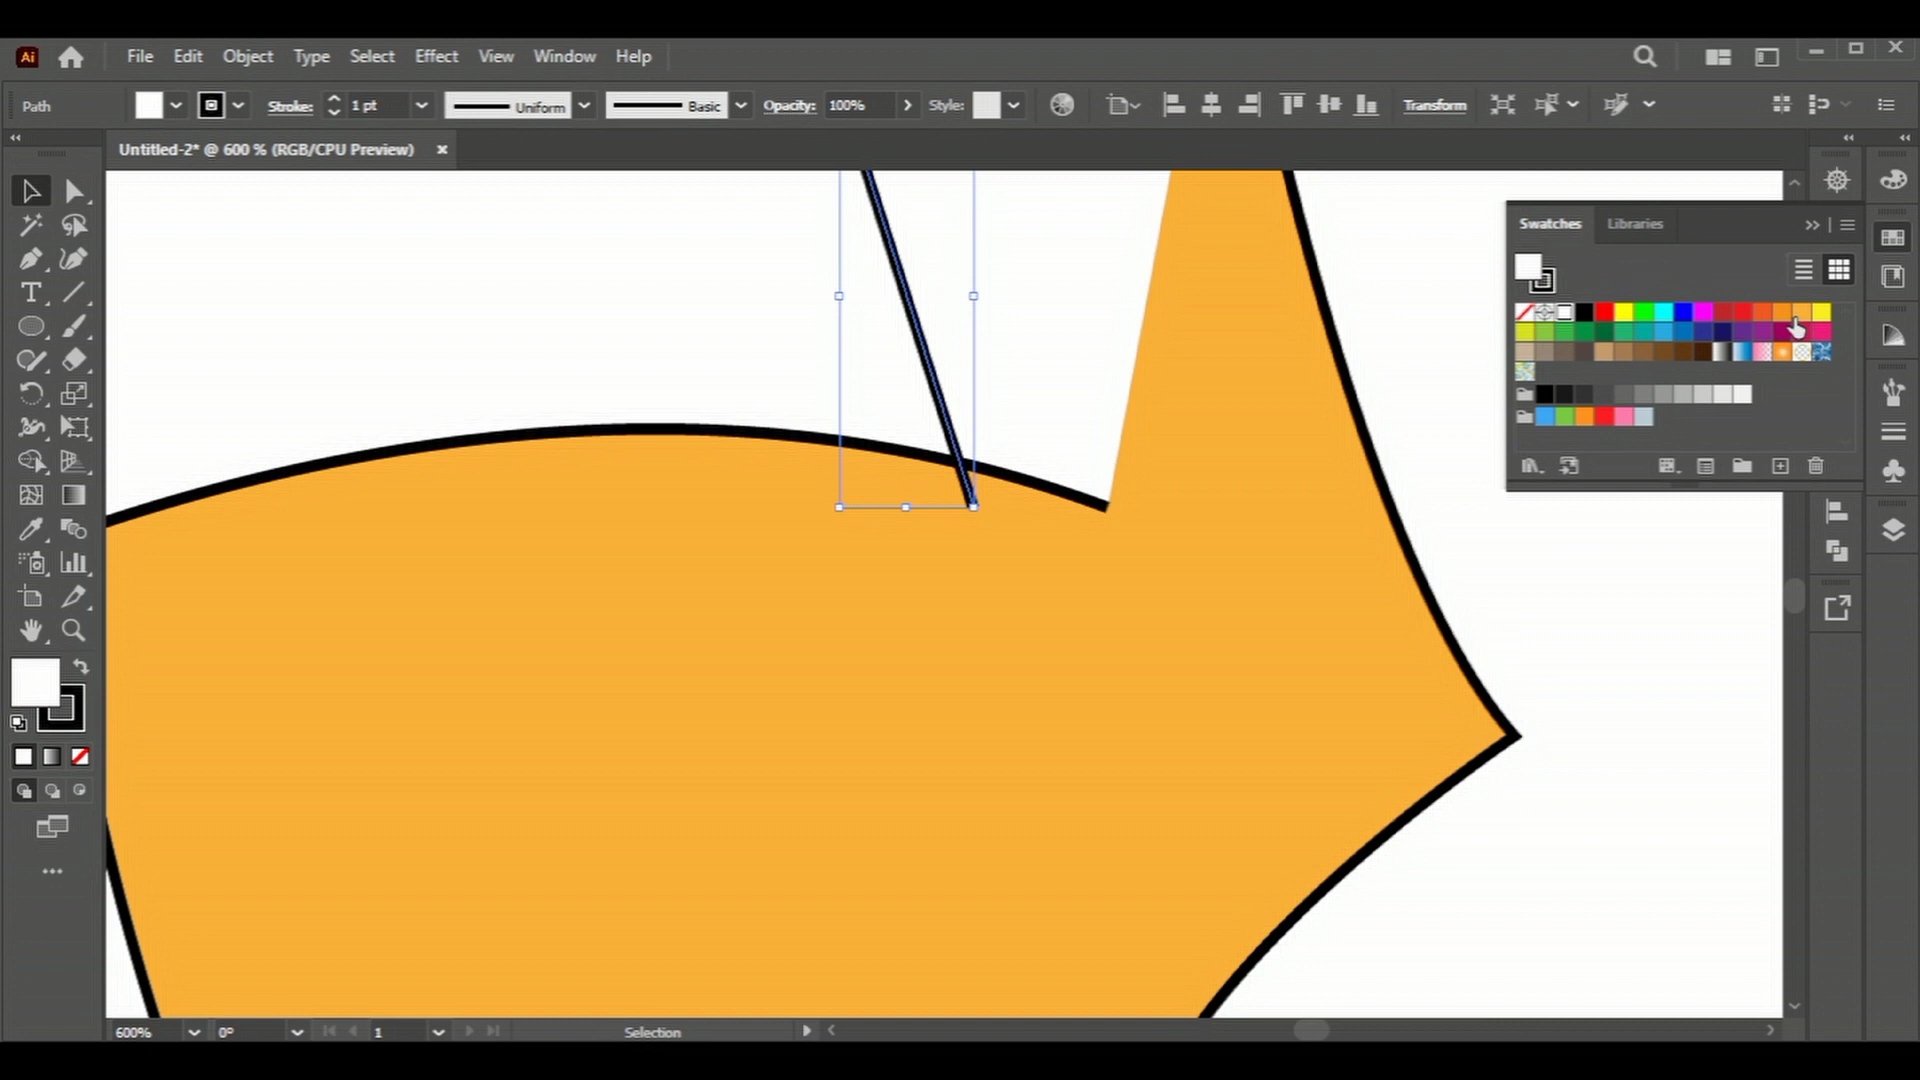 Ai File Edit Object Type Select Effect View Window Help
Path Stroke: 1 pt Uniform Basic Opacity: 100% Style: Transform
Untitled-2* @ 600 % (RGB/CPU Preview)
Swatches Libraries
600% 0° 1 Selection